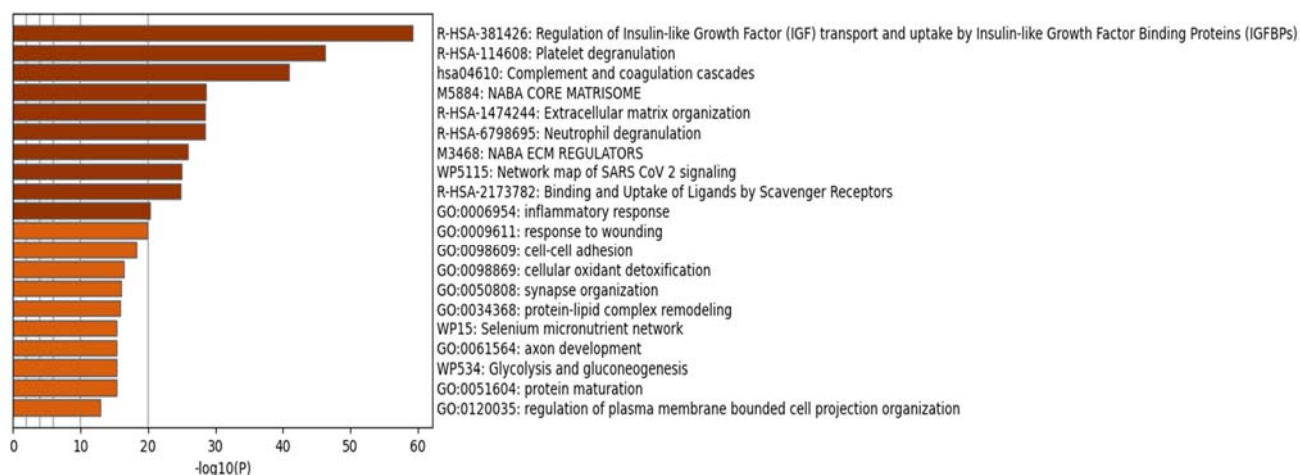 R-HSA-381426: Regulation of Insulin-like Growth Factor (IGF) transport and uptake by Insulin-like Growth Factor Binding Proteins (IGFBPs)
R-HSA-114608: Platelet degranulation
hsa04610: Complement and coagulation cascades
M5884: NABA CORE MATRISOME
R-HSA-1474244: Extracellular matrix organization
R-HSA-6798695: Neutrophil degranulation
M3468: NABA ECM REGULATORS
WP5115: Network map of SARS CoV 2 signaling
R-HSA-2173782: Binding and Uptake of Ligands by Scavenger Receptors
GO:0006954: inflammatory response
GO:0009611: response to wounding
GO:0098609: cell-cell adhesion
GO:0098869: cellular oxidant detoxification
GO:0050808: synapse organization
GO:0034368: protein-lipid complex remodeling
WP15: Selenium micronutrient network
GO:0061564: axon development
WP534: Glycolysis and gluconeogenesis
GO:0051604: protein maturation
GO:0120035: regulation of plasma membrane bounded cell projection organization
0 10 20 30 40 50 60
-log10(P)